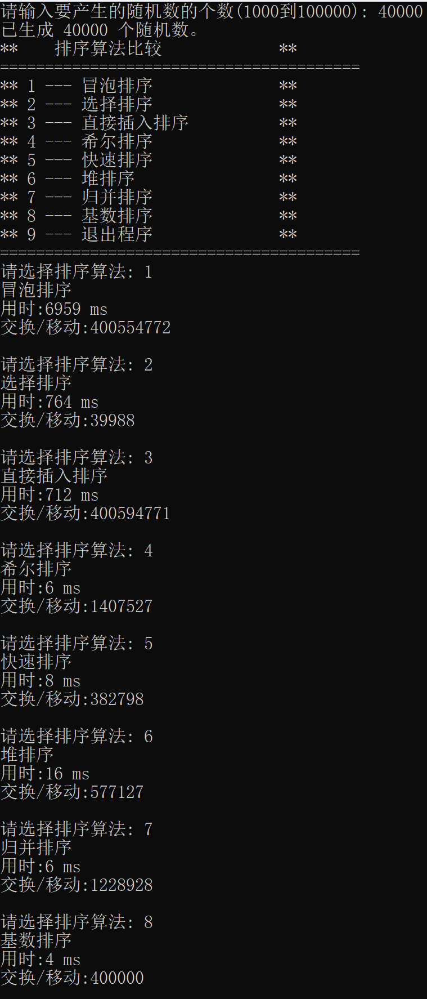 请输入要产生的随机数的个数(1000到100000): 40000
已生成 40000 个随机数。
**    排序算法比较             **
========================================
** 1 --- 冒泡排序              **
** 2 --- 选择排序              **
** 3 --- 直接插入排序          **
** 4 --- 希尔排序              **
** 5 --- 快速排序              **
** 6 --- 堆排序                **
** 7 --- 归并排序              **
** 8 --- 基数排序              **
** 9 --- 退出程序              **
========================================
请选择排序算法: 1
冒泡排序
用时:6959 ms
交换/移动:400554772
请选择排序算法: 2
选择排序
用时:764 ms
交换/移动:39988
请选择排序算法: 3
直接插入排序
用时:712 ms
交换/移动:400594771
请选择排序算法: 4
希尔排序
用时:6 ms
交换/移动:1407527
请选择排序算法: 5
快速排序
用时:8 ms
交换/移动:382798
请选择排序算法: 6
堆排序
用时:16 ms
交换/移动:577127
请选择排序算法: 7
归并排序
用时:6 ms
交换/移动:1228928
请选择排序算法: 8
基数排序
用时:4 ms
交换/移动:400000